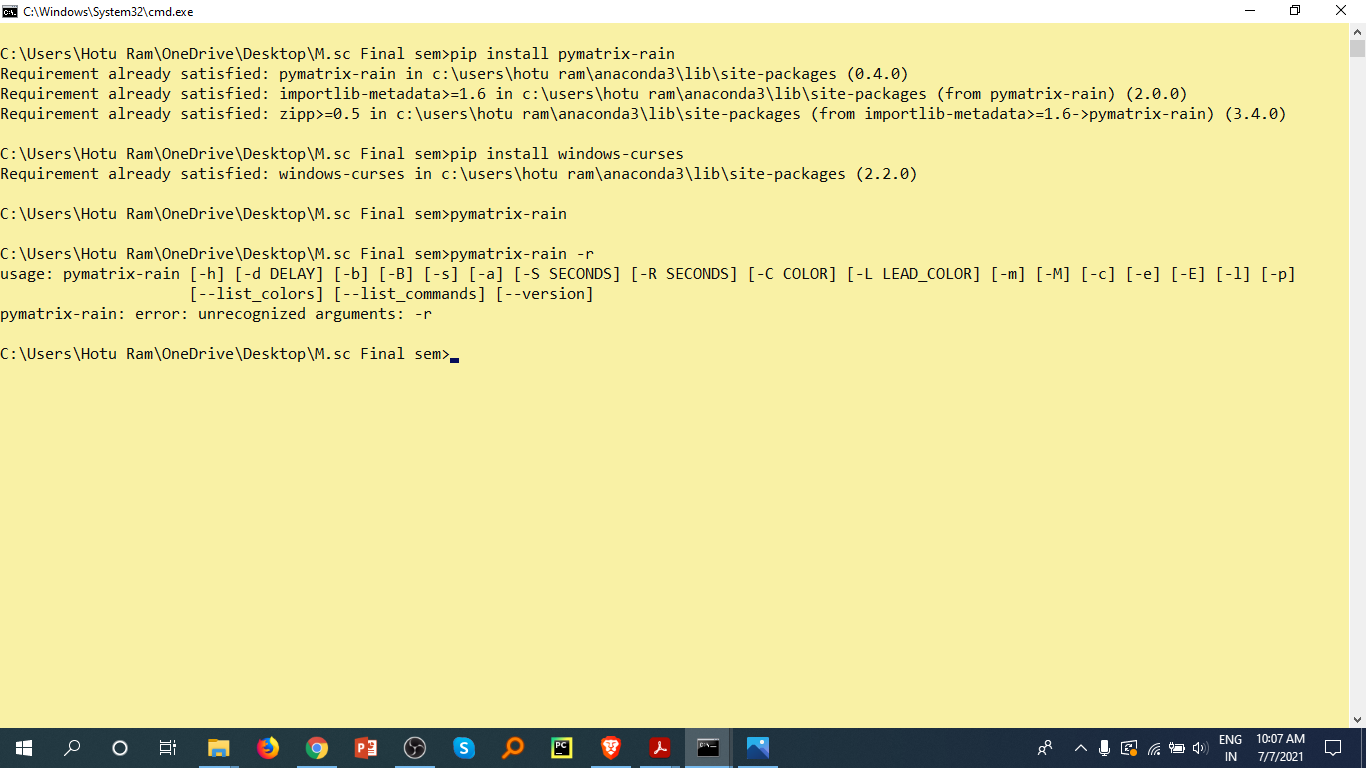 C:\Windows\System32\cmd.exe
C:\Users\Hotu Ram\OneDrive\Desktop\M.sc Final sem>pip install pymatrix-rain
Requirement already satisfied: pymatrix-rain in c:\users\hotu ram\anaconda3\lib\site-packages (0.4.0)
Requirement already satisfied: importlib-metadata>=1.6 in c:\users\hotu ram\anaconda3\lib\site-packages (from pymatrix-rain) (2.0.0)
Requirement already satisfied: zipp>=0.5 in c:\users\hotu ram\anaconda3\lib\site-packages (from importlib-metadata>=1.6->pymatrix-rain) (3.4.0)
C:\Users\Hotu Ram\OneDrive\Desktop\M.sc Final sem>pip install windows-curses
Requirement already satisfied: windows-curses in c:\users\hotu ram\anaconda3\lib\site-packages (2.2.0)
C:\Users\Hotu Ram\OneDrive\Desktop\M.sc Final sem>pymatrix-rain
C:\Users\Hotu Ram\OneDrive\Desktop\M.sc Final sem>pymatrix-rain -r
usage: pymatrix-rain [-h] [-d DELAY] [-b] [-B] [-s] [-a] [-S SECONDS] [-R SECONDS] [-C COLOR] [-L LEAD_COLOR] [-m] [-M] [-c] [-e] [-E] [-l] [-p]
[--list_colors] [--list_commands] [--version]
pymatrix-rain: error: unrecognized arguments: -r
C:\Users\Hotu Ram\OneDrive\Desktop\M.sc Final sem>
ENG
IN
10:07 AM
7/7/2021